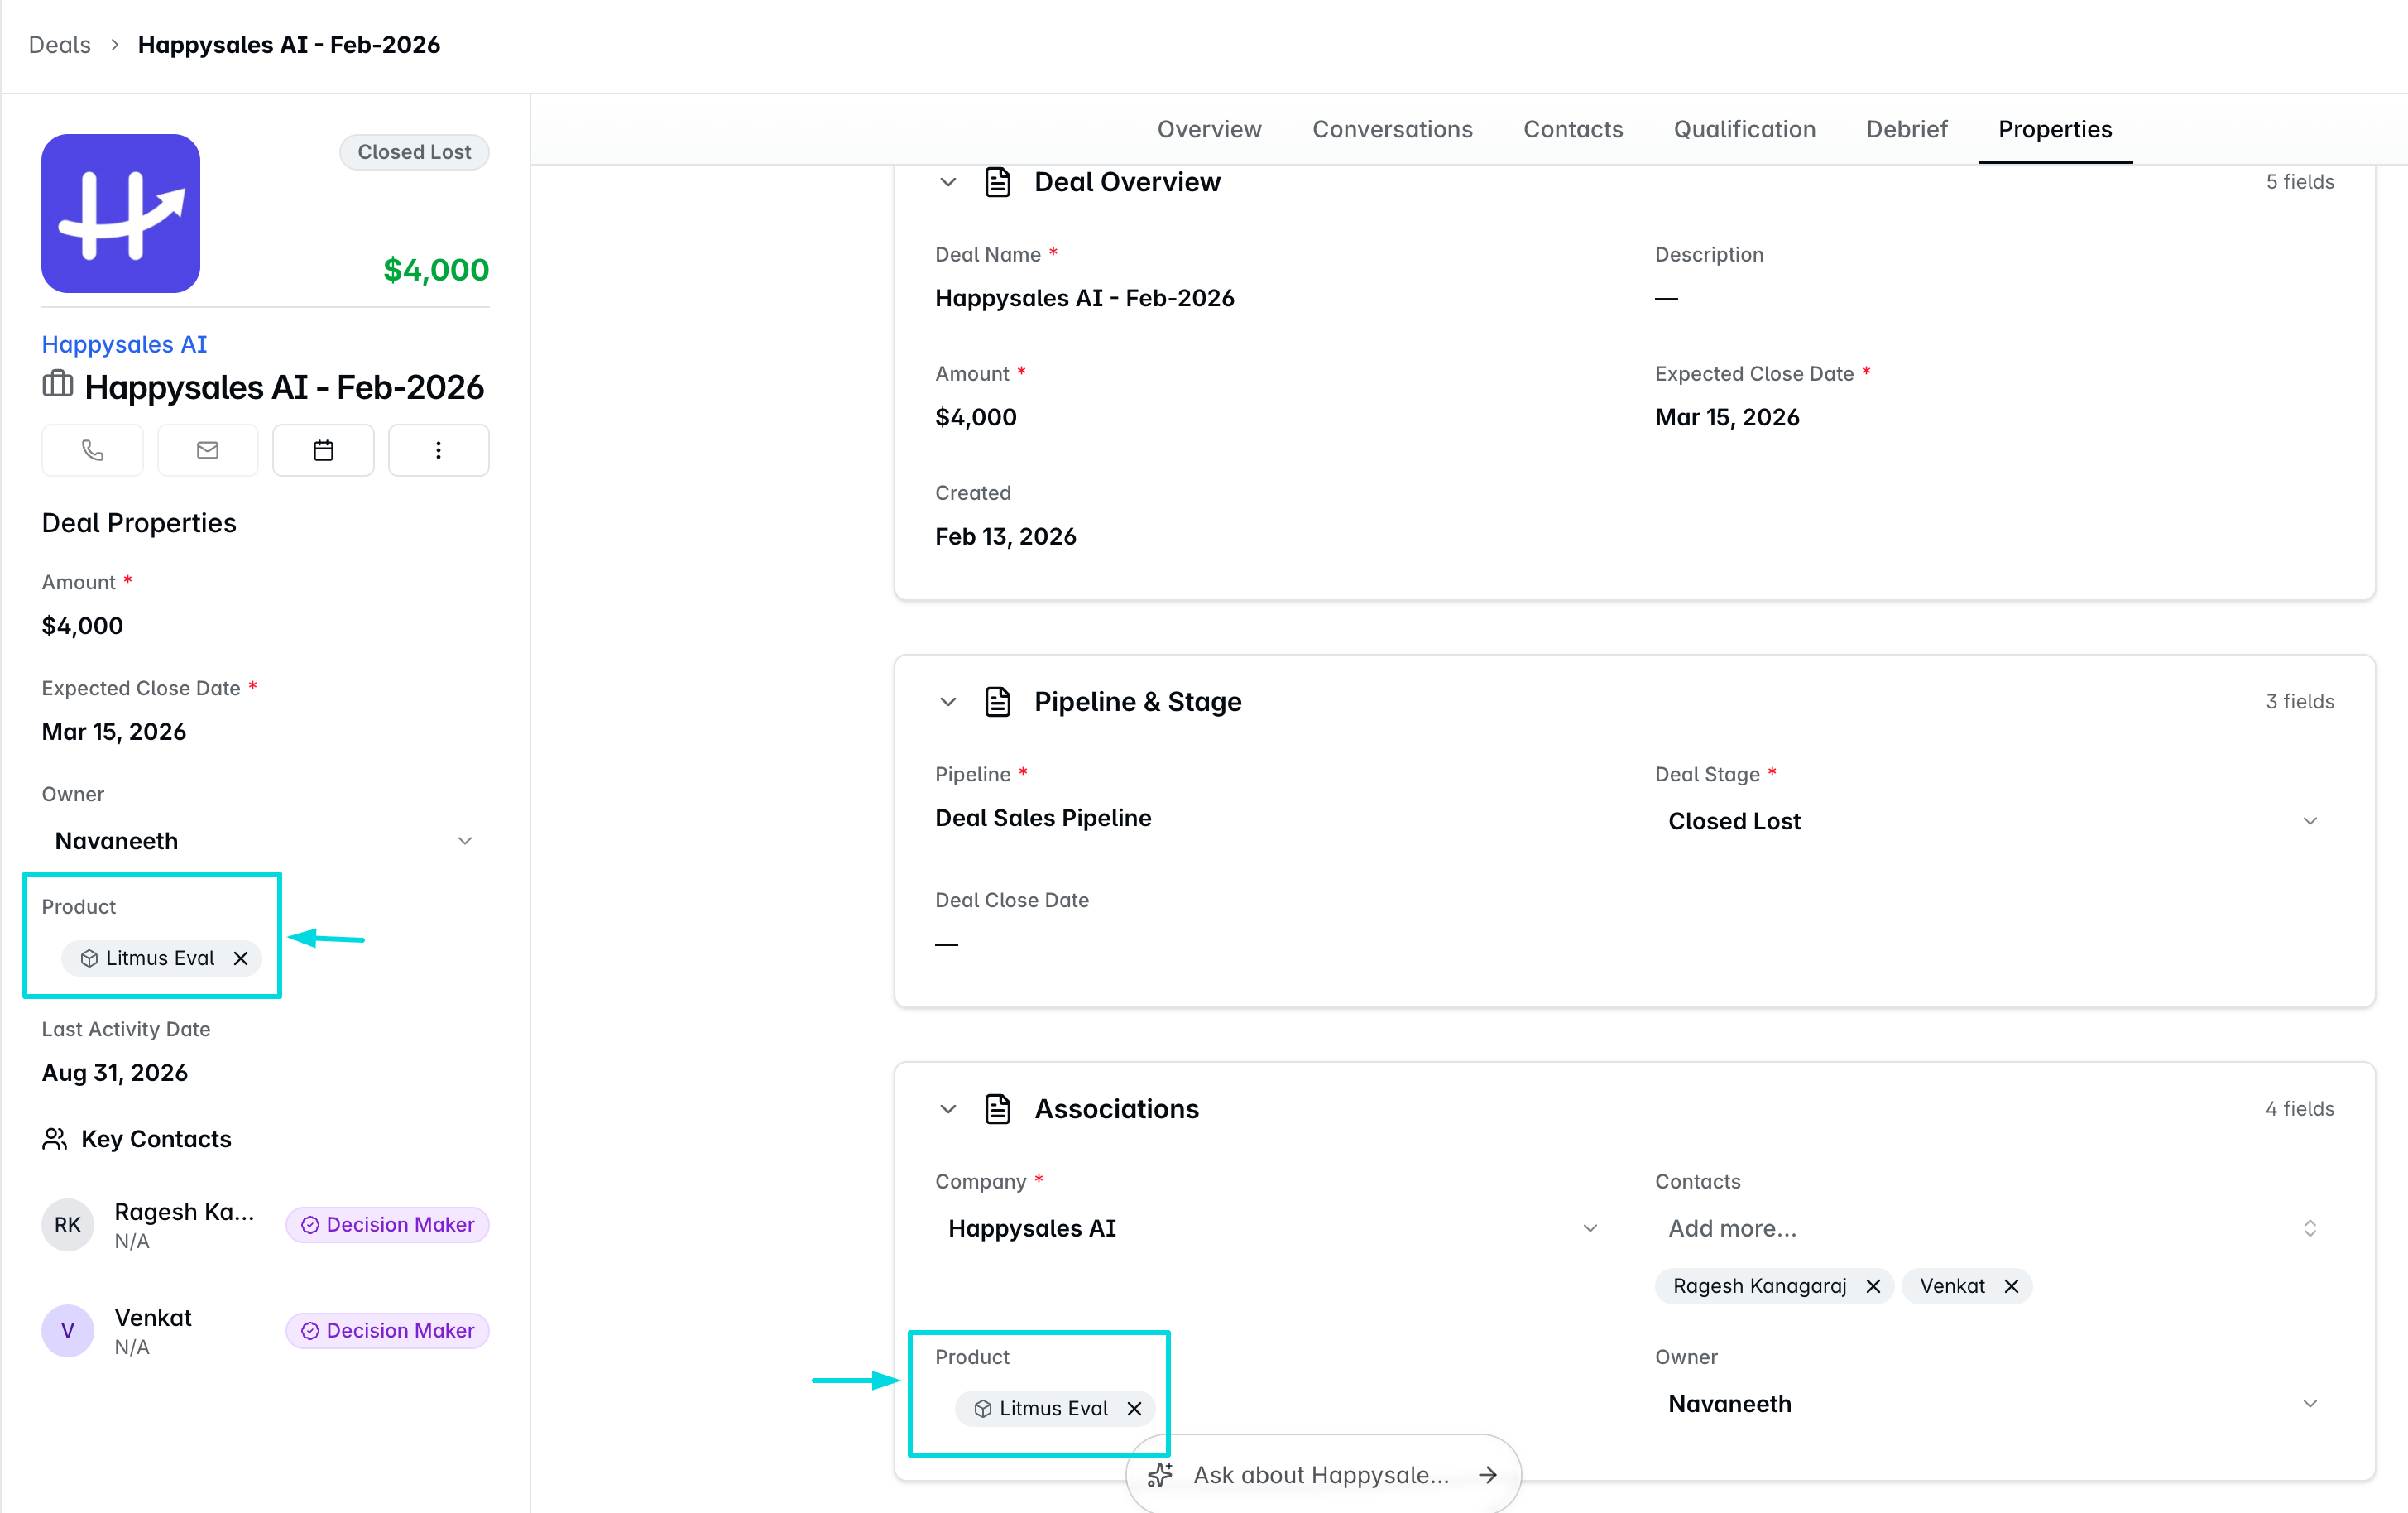 Deals > Happysales AI - Feb-2026
Closed Lost
$4,000
Happysales AI
Happysales AI - Feb-2026
Deal Properties
Amount *
$4,000
Expected Close Date *
Mar 15, 2026
Owner
Navaneeth
Product
Litmus Eval
Last Activity Date
Aug 31, 2026
Key Contacts
RK
Ragesh Ka...
N/A
Decision Maker
V
Venkat
N/A
Decision Maker
Overview Conversations Contacts Qualification Debrief Properties
Deal Overview 5 fields
Deal Name * Description
Happysales AI - Feb-2026 —
Amount * Expected Close Date *
$4,000 Mar 15, 2026
Created
Feb 13, 2026
Pipeline & Stage 3 fields
Pipeline * Deal Stage *
Deal Sales Pipeline Closed Lost
Deal Close Date
—
Associations 4 fields
Company * Contacts
Happysales AI Add more...
Ragesh Kanagaraj Venkat
Product Owner
Litmus Eval Navaneeth
Ask about Happysale...